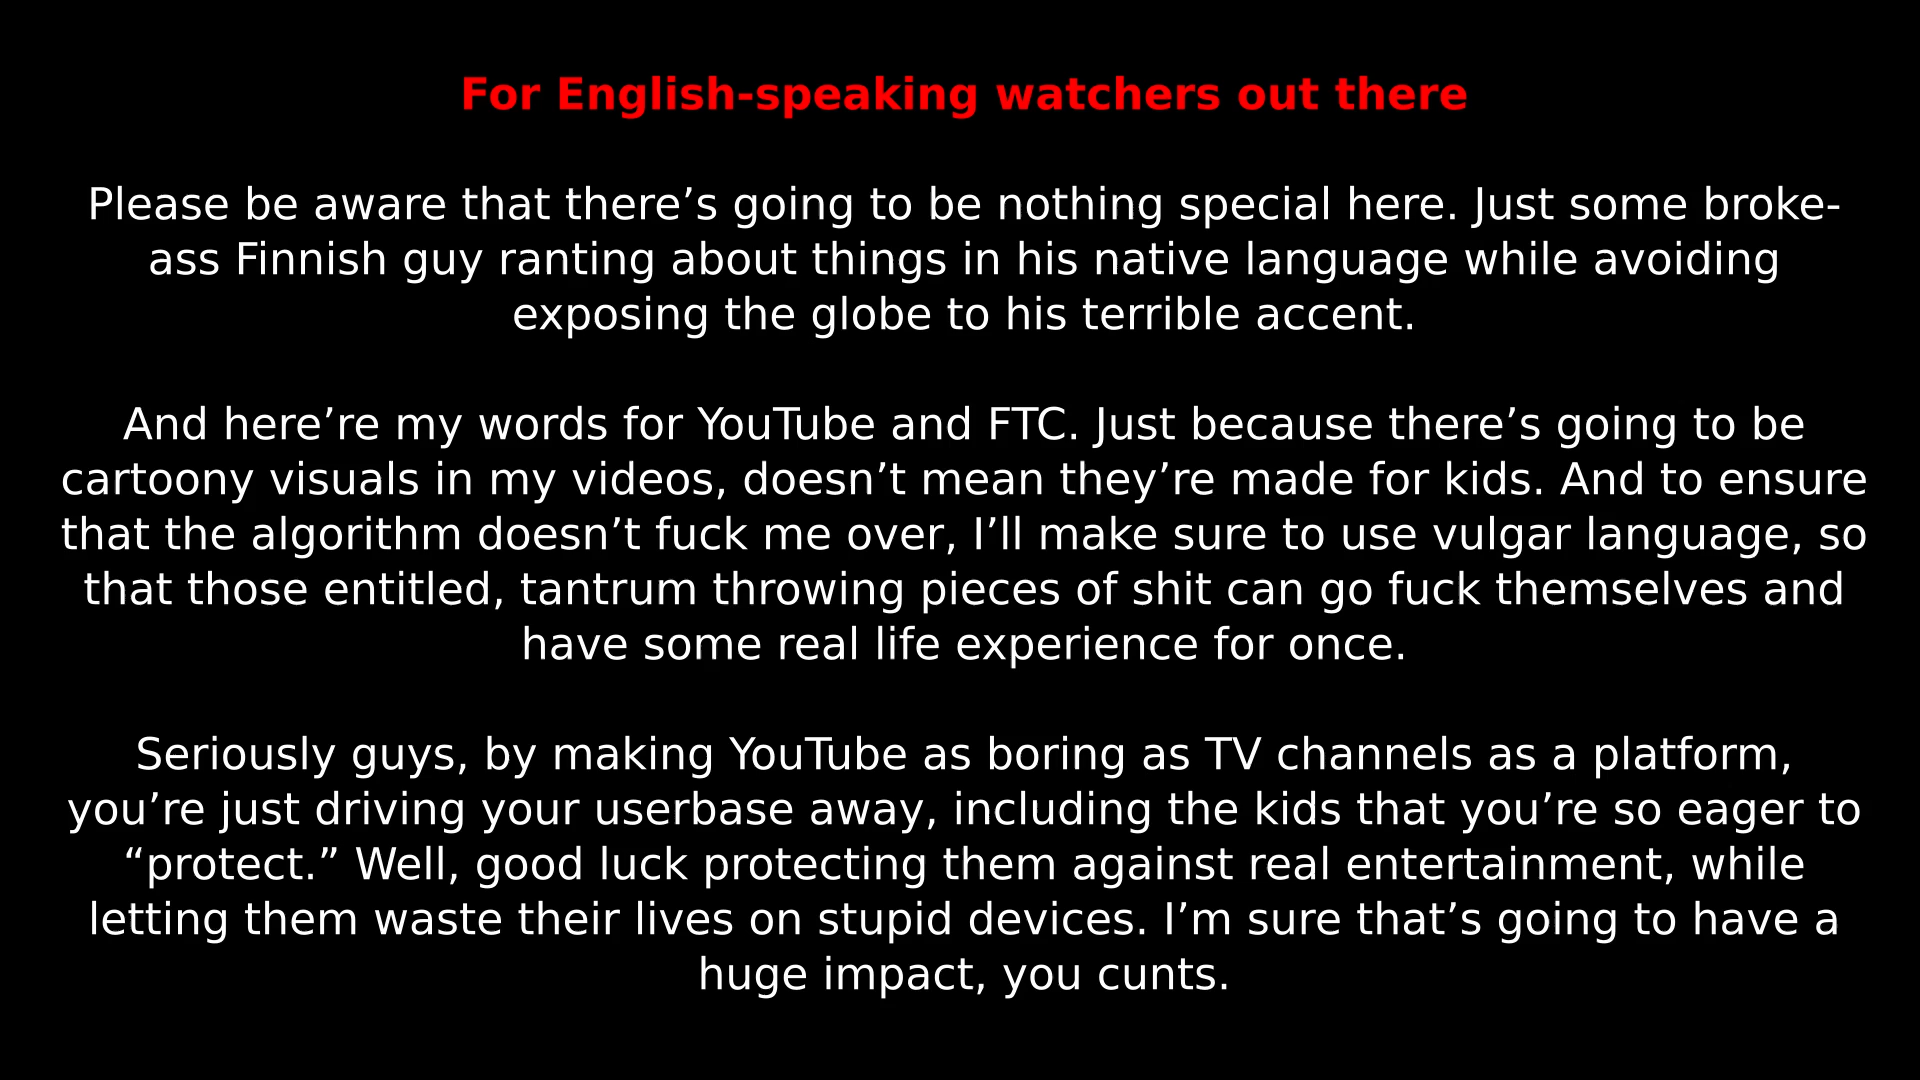 For English-speaking watchers out there
Please be aware that there’s going to be nothing special here. Just some broke-
ass Finnish guy ranting about things in his native language while avoiding
exposing the globe to his terrible accent.
And here’re my words for YouTube and FTC. Just because there’s going to be
cartoony visuals in my videos, doesn’t mean they’re made for kids. And to ensure
that the algorithm doesn’t fuck me over, I’ll make sure to use vulgar language, so
that those entitled, tantrum throwing pieces of shit can go fuck themselves and
have some real life experience for once.
Seriously guys, by making YouTube as boring as TV channels as a platform,
you’re just driving your userbase away, including the kids that you’re so eager to
“protect.” Well, good luck protecting them against real entertainment, while
letting them waste their lives on stupid devices. I’m sure that’s going to have a
huge impact, you cunts.